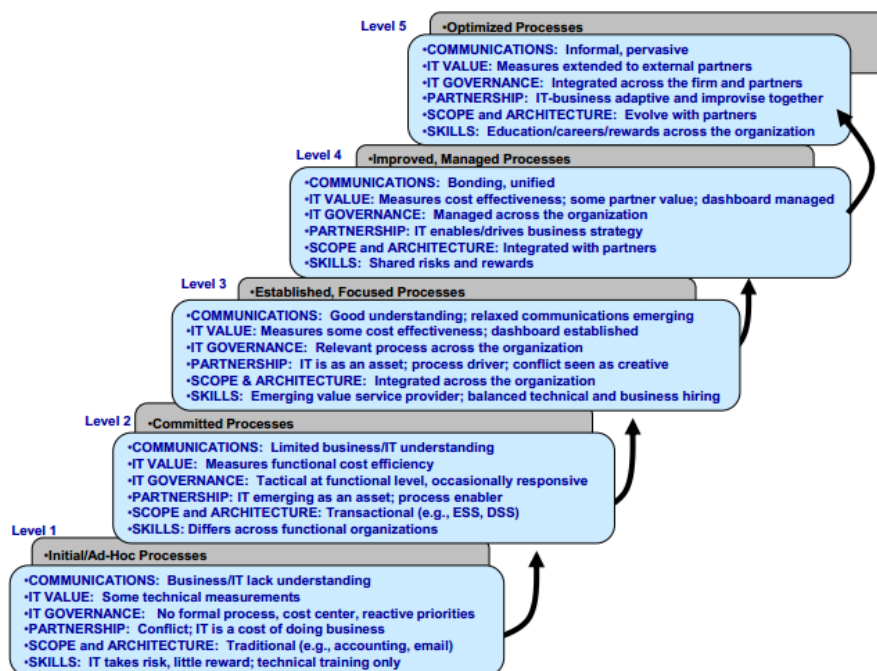 Level 5
•Optimized Processes
•COMMUNICATIONS: Informal, pervasive
•IT VALUE: Measures extended to external partners
•IT GOVERNANCE: Integrated across the firm and partners
•PARTNERSHIP: IT-business adaptive and improvise together
•SCOPE and ARCHITECTURE: Evolve with partners
•SKILLS: Education/careers/rewards across the organization
Level 4
•Improved, Managed Processes
•COMMUNICATIONS: Bonding, unified
•IT VALUE: Measures cost effectiveness; some partner value; dashboard managed
•IT GOVERNANCE: Managed across the organization
•PARTNERSHIP: IT enables/drives business strategy
•SCOPE and ARCHITECTURE: Integrated with partners
•SKILLS: Shared risks and rewards
Level 3
•Established, Focused Processes
•COMMUNICATIONS: Good understanding; relaxed communications emerging
•IT VALUE: Measures some cost effectiveness; dashboard established
•IT GOVERNANCE: Relevant process across the organization
•PARTNERSHIP: IT is as an asset; process driver; conflict seen as creative
•SCOPE & ARCHITECTURE: Integrated across the organization
•SKILLS: Emerging value service provider; balanced technical and business hiring
Level 2
•Committed Processes
•COMMUNICATIONS: Limited business/IT understanding
•IT VALUE: Measures functional cost efficiency
•IT GOVERNANCE: Tactical at functional level, occasionally responsive
•PARTNERSHIP: IT emerging as an asset; process enabler
•SCOPE and ARCHITECTURE: Transactional (e.g., ESS, DSS)
•SKILLS: Differs across functional organizations
Level 1
•Initial/Ad-Hoc Processes
•COMMUNICATIONS: Business/IT lack understanding
•IT VALUE: Some technical measurements
•IT GOVERNANCE: No formal process, cost center, reactive priorities
•PARTNERSHIP: Conflict; IT is a cost of doing business
•SCOPE and ARCHITECTURE: Traditional (e.g., accounting, email)
•SKILLS: IT takes risk, little reward; technical training only